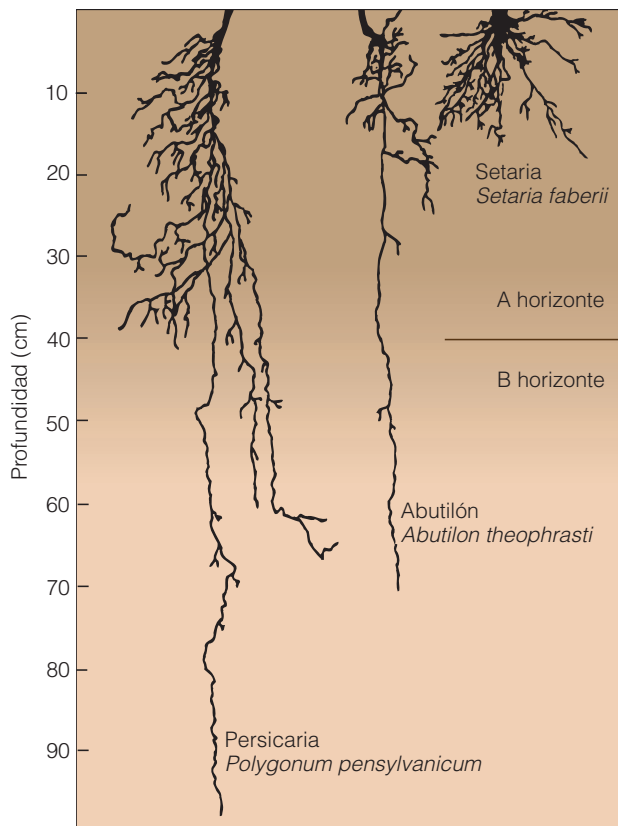 Profundidad (cm)
10
20
30
40
50
60
70
80
90
Setaria
Setaria faberii
A horizonte
B horizonte
Abutilón
Abutilon theophrasti
Persicaria
Polygonum pensylvanicum